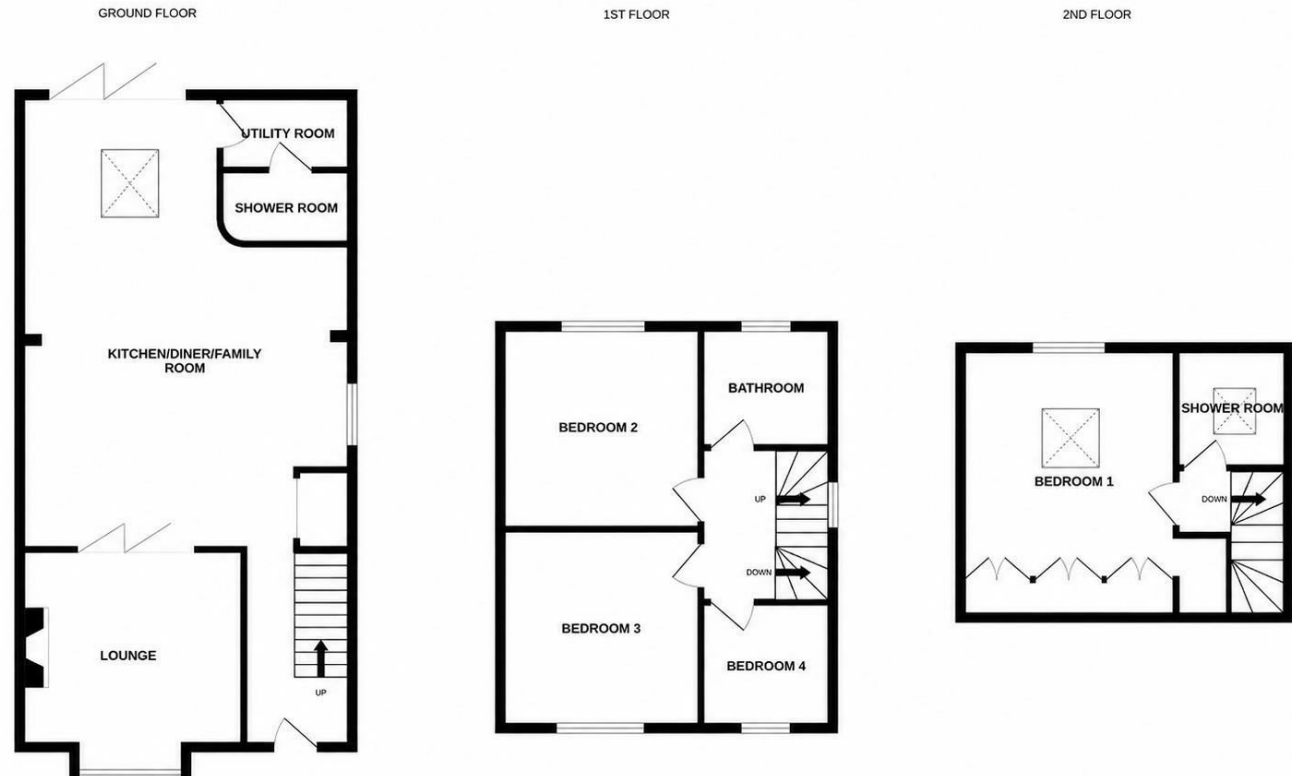 GROUND FLOOR
UTILITY ROOM
SHOWER ROOM
KITCHEN/DINER/FAMILY
ROOM
LOUNGE
UP
1ST FLOOR
BATHROOM
BEDROOM 2
UP
DOWN
BEDROOM 3
BEDROOM 4
2ND FLOOR
SHOWER ROOM
BEDROOM 1
DOWN